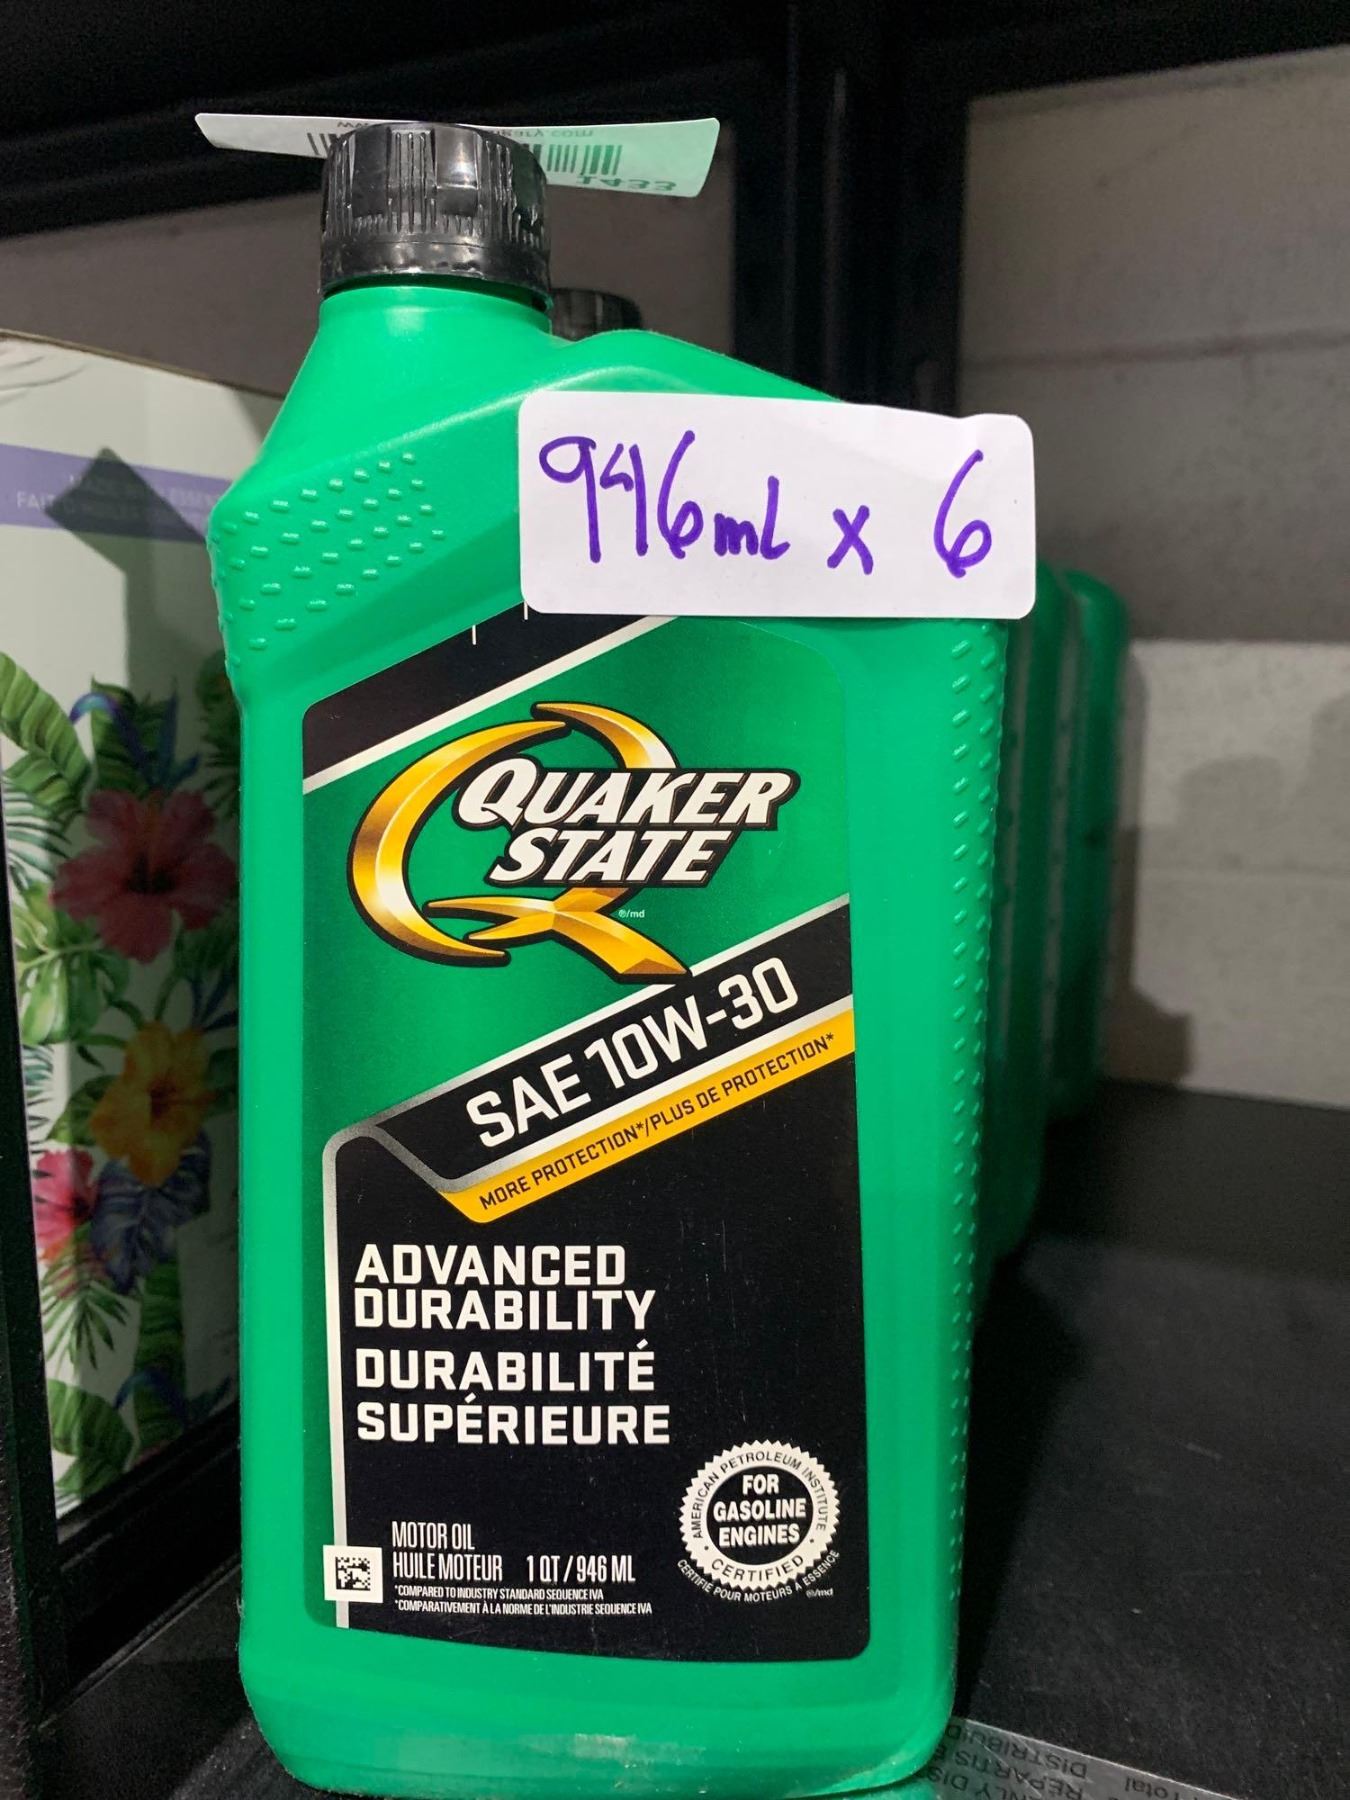 1433
946ml x 6
QUAKER
STATE
®/md
SAE 10W-30
MORE PROTECTION*/PLUS DE PROTECTION*
ADVANCED
DURABILITY
DURABILITÉ
SUPÉRIEURE
AMERICAN PETROLEUM INSTITUTE
FOR
GASOLINE
ENGINES
CERTIFIED
CERTIFIÉ POUR MOTEURS À ESSENCE
®/md
MOTOR OIL
HUILE MOTEUR 1 QT / 946 ML
*COMPARED TO INDUSTRY STANDARD SEQUENCE IVA
*COMPARATIVEMENT À LA NORME DE L'INDUSTRIE SEQUENCE IVA